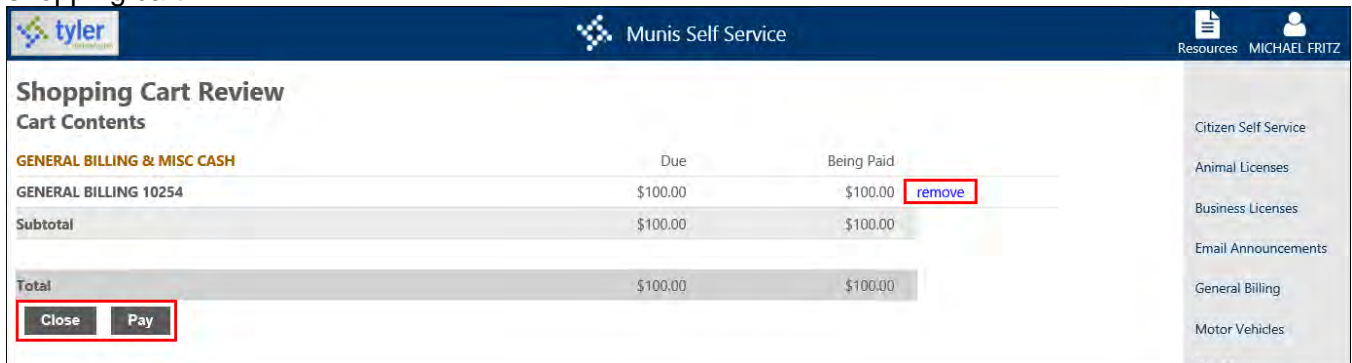 Shopping Cart
tyler
Munis Self Service
Resources MICHAEL FRITZ
Shopping Cart Review
Cart Contents
GENERAL BILLING & MISC CASH Due Being Paid
GENERAL BILLING 10254 $100.00 $100.00 remove
Subtotal $100.00 $100.00
Total $100.00 $100.00
Close Pay
Citizen Self Service
Animal Licenses
Business Licenses
Email Announcements
General Billing
Motor Vehicles